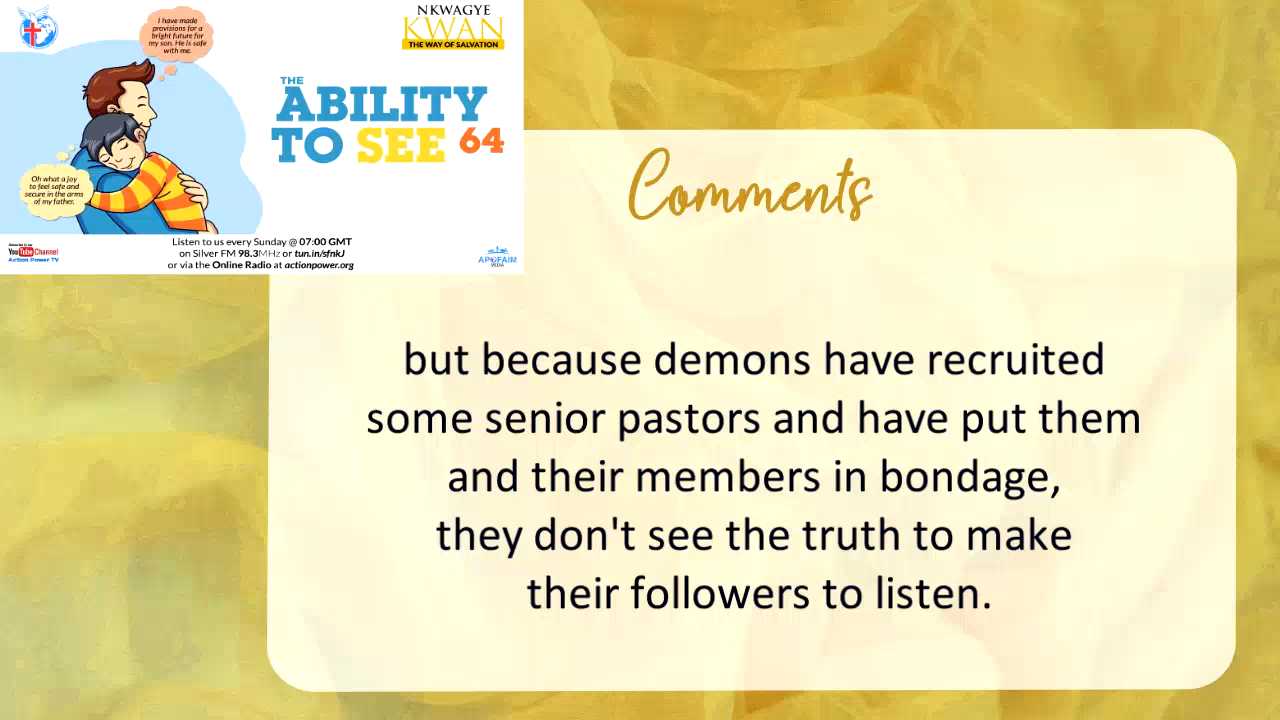 I have made
provisions for a
bright future for
my son. He is safe
with me.
NKWAGYE
KWAN
THE WAY OF SALVATION
THE
ABILITY
TO SEE 64
Oh what a joy
to feel safe and
secure in the arms
of my father.
Listen to us every Sunday @ 07:00 GMT
on Silver FM 98.3MHz or tun.in/sfnkJ
or via the Online Radio at actionpower.org
YouTube Channel
Action Power TV
APOFAIM
MEDIA
Comments
but because demons have recruited
some senior pastors and have put them
and their members in bondage,
they don't see the truth to make
their followers to listen.